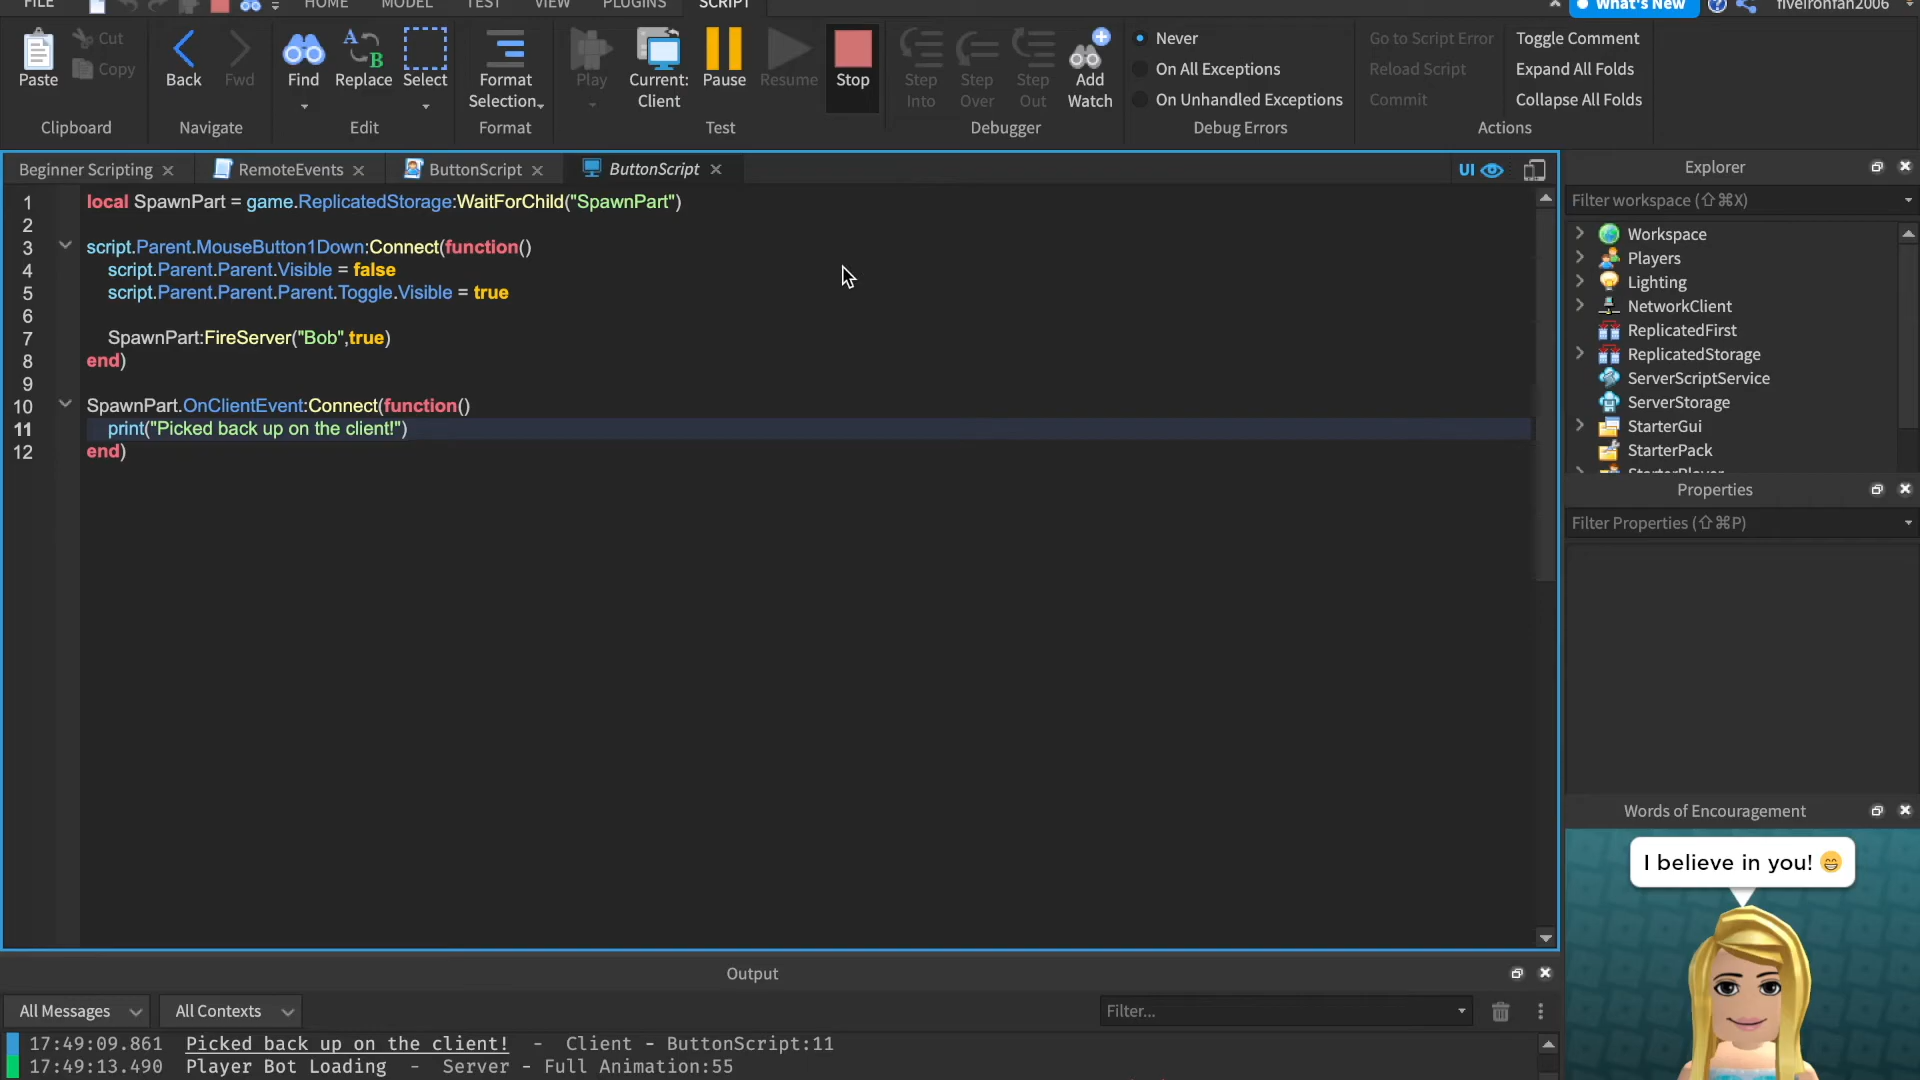 FILE HOME MODEL TEST VIEW PLUGINS SCRIPT What's New fiveironfan2006
Paste Cut Copy Back Fwd Find Replace Select Format Selection Play Current: Client Pause Resume Stop Step Into Step Over Step Out Add Watch
Never
On All Exceptions
On Unhandled Exceptions
Go to Script Error
Reload Script
Commit
Toggle Comment
Expand All Folds
Collapse All Folds
Clipboard Navigate Edit Format Test Debugger Debug Errors Actions
Beginner Scripting RemoteEvents ButtonScript ButtonScript UI
1 local SpawnPart = game.ReplicatedStorage:WaitForChild("SpawnPart")
2
3 script.Parent.MouseButton1Down:Connect(function()
4 script.Parent.Parent.Visible = false
5 script.Parent.Parent.Parent.Toggle.Visible = true
6
7 SpawnPart:FireServer("Bob",true)
8 end)
9
10 SpawnPart.OnClientEvent:Connect(function()
11 print("Picked back up on the client!")
12 end)
Explorer
Filter workspace (⇧⌘X)
Workspace
Players
Lighting
NetworkClient
ReplicatedFirst
ReplicatedStorage
ServerScriptService
ServerStorage
StarterGui
StarterPack
StarterPlayer
Properties
Filter Properties (⇧⌘P)
Words of Encouragement
I believe in you! 😄
Output
All Messages All Contexts Filter...
17:49:09.861 Picked back up on the client! - Client - ButtonScript:11
17:49:13.490 Player Bot Loading - Server - Full Animation:55